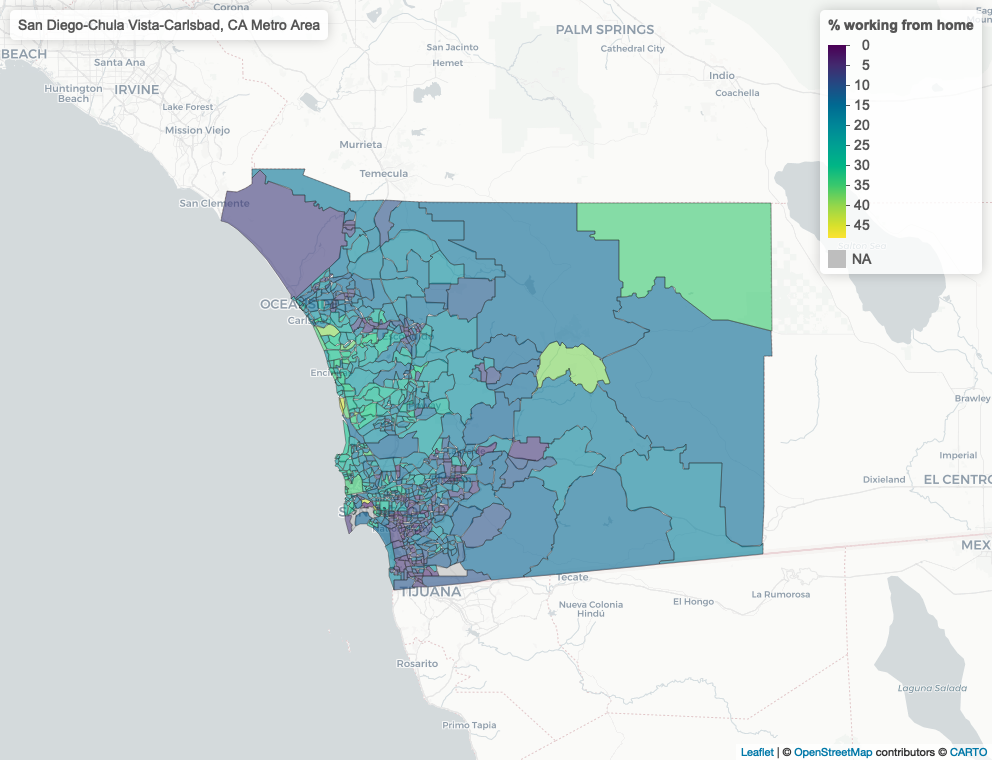 Corona
San Diego-Chula Vista-Carlsbad, CA Metro Area
PALM SPRINGS
% working from home
BEACH
San Jacinto
Cathedral City
Santa Ana
Hemet
0
5
Indio
Huntington
Beach
IRVINE
10
Coachella
Lake Forest
15
Mission Viejo
20
Murrieta
25
30
Temecula
35
San Clemente
40
45
Salton Sea
NA
Brawley
Imperial
Dixieland
EL CENTRO
MEX
Tecate
TIJUANA
La Rumorosa
El Hongo
Nueva Colonia
Hindú
Rosarito
Laguna Salada
Primo Tapia
Leaflet | © OpenStreetMap contributors © CARTO